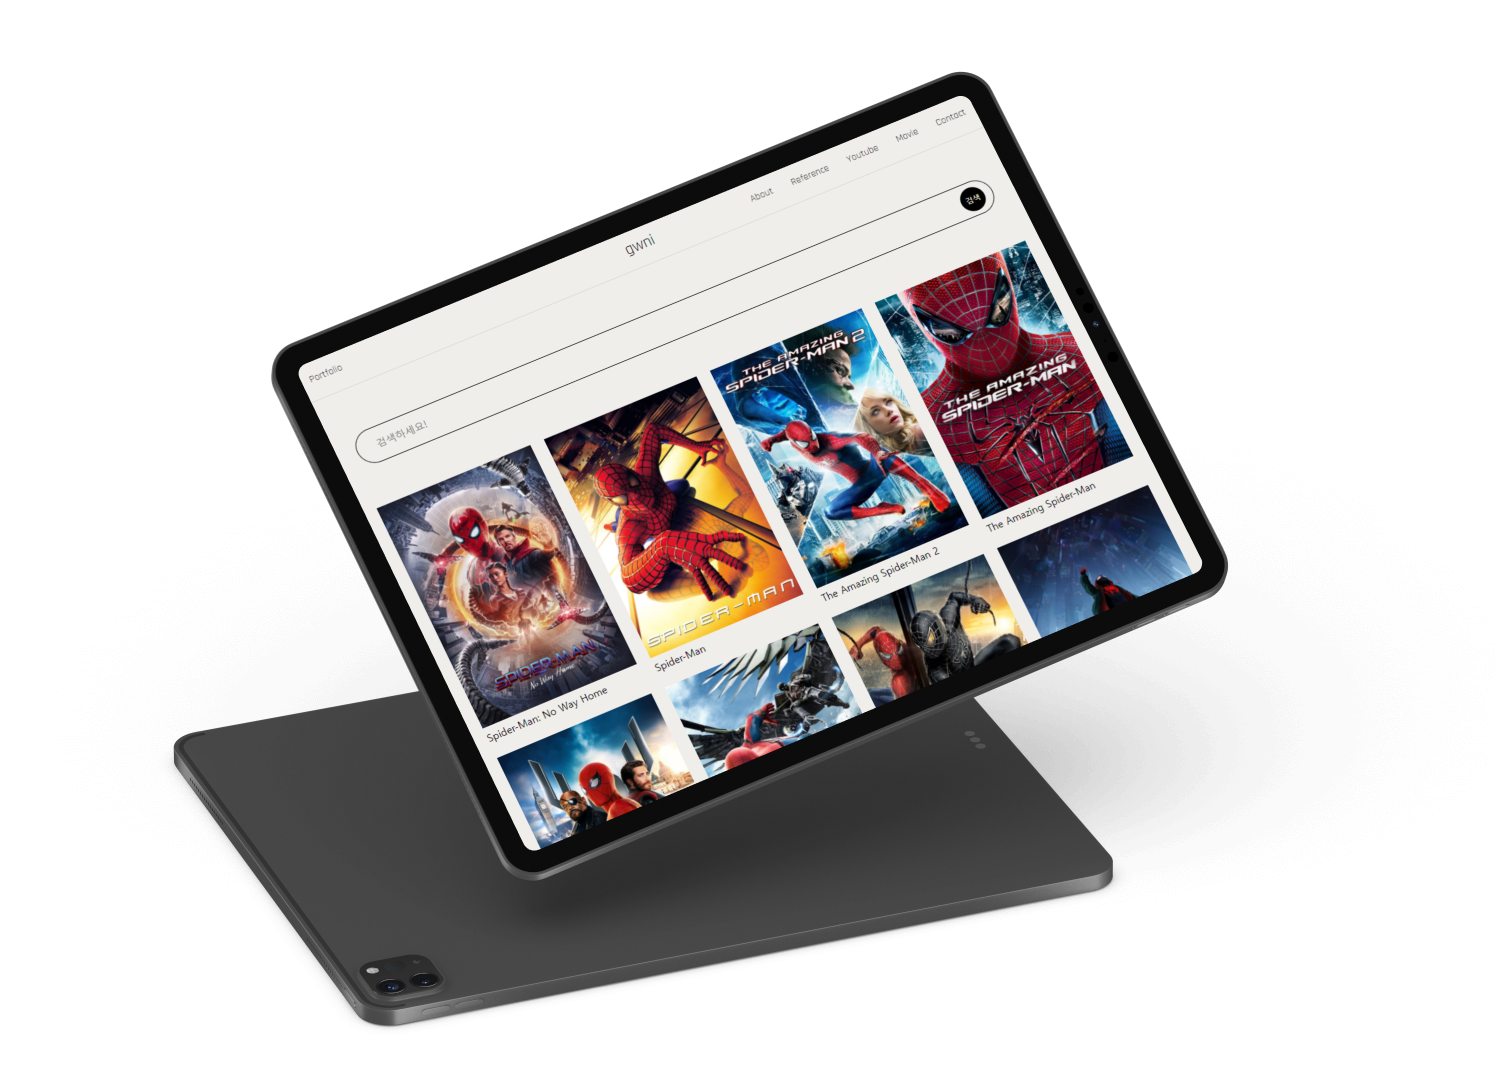 Portfolio
gwni
About
Reference
Youtube
Movie
Contact
검색하세요!
검색
SPIDER-MAN
No Way Home
SPIDER-MAN
THE AMAZING
SPIDER-MAN 2
THE AMAZING
SPIDER-MAN
Spider-Man: No Way Home
Spider-Man
The Amazing Spider-Man 2
The Amazing Spider-Man